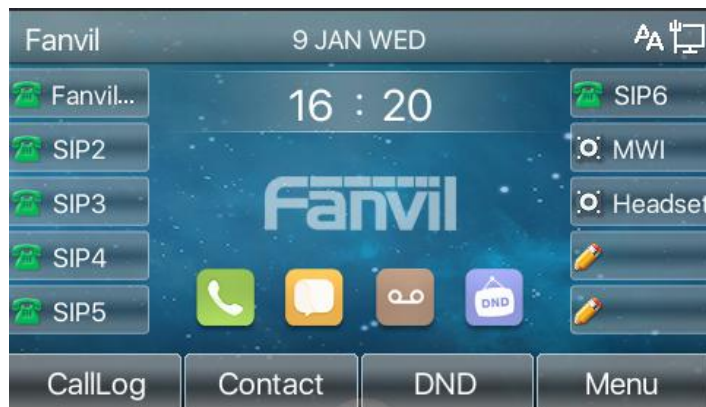 Fanvil 9 JAN WED AA
Fanvil... 16 : 20 SIP6
SIP2 MWI
SIP3 Fanvil Headset
SIP4
SIP5 DND
CallLog Contact DND Menu